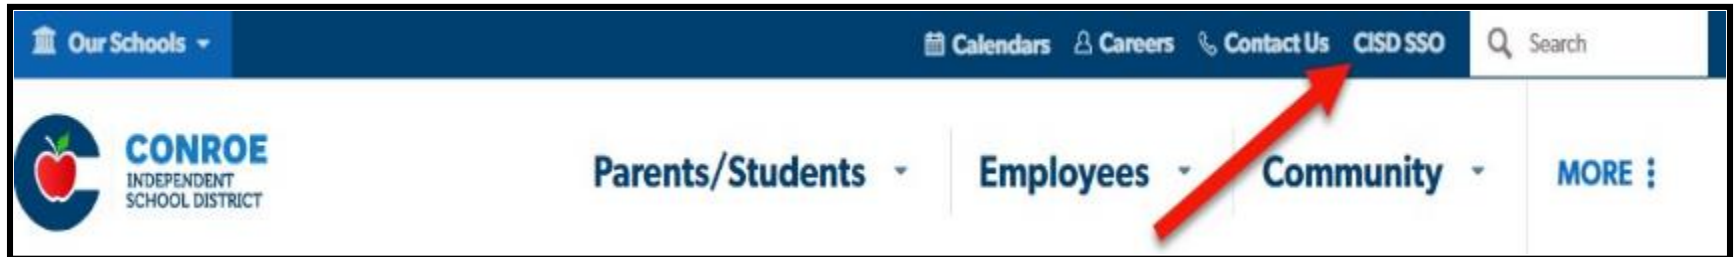 Our Schools
Calendars Careers Contact Us CISD SSO Search
CONROE
INDEPENDENT
SCHOOL DISTRICT
Parents/Students Employees Community MORE